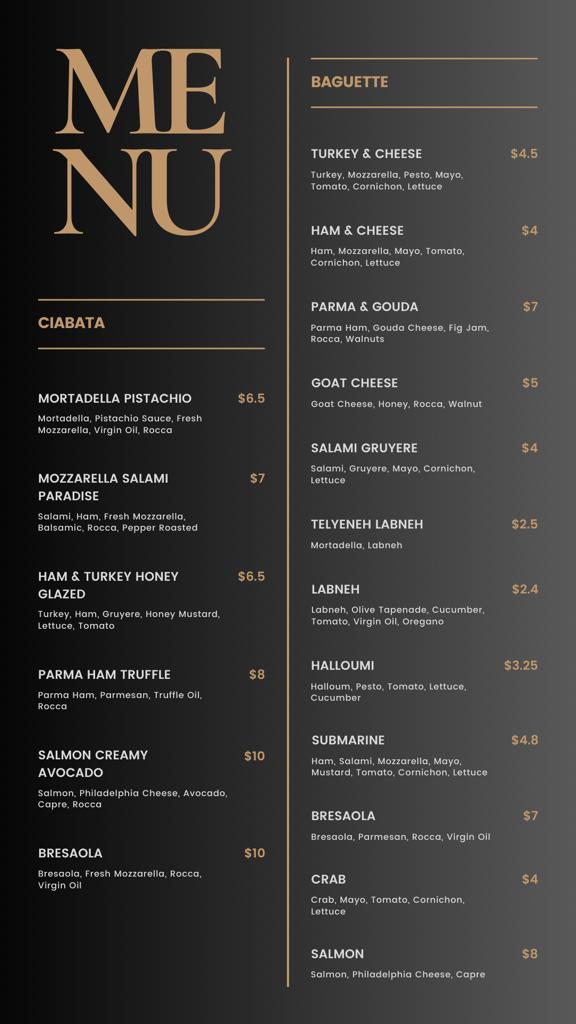 ME
NU
CIABATA
MORTADELLA PISTACHIO $6.5
Mortadella, Pistachio Sauce, Fresh
Mozzarella, Virgin Oil, Rocca
MOZZARELLA SALAMI $7
PARADISE
Salami, Ham, Fresh Mozzarella,
Balsamic, Rocca, Pepper Roasted
HAM & TURKEY HONEY $6.5
GLAZED
Turkey, Ham, Gruyere, Honey Mustard,
Lettuce, Tomato
PARMA HAM TRUFFLE $8
Parma Ham, Parmesan, Truffle Oil,
Rocca
SALMON CREAMY $10
AVOCADO
Salmon, Philadelphia Cheese, Avocado,
Capre, Rocca
BRESAOLA $10
Bresaola, Fresh Mozzarella, Rocca,
Virgin Oil
BAGUETTE
TURKEY & CHEESE $4.5
Turkey, Mozzarella, Pesto, Mayo,
Tomato, Cornichon, Lettuce
HAM & CHEESE $4
Ham, Mozzarella, Mayo, Tomato,
Cornichon, Lettuce
PARMA & GOUDA $7
Parma Ham, Gouda Cheese, Fig Jam,
Rocca, Walnuts
GOAT CHEESE $5
Goat Cheese, Honey, Rocca, Walnut
SALAMI GRUYERE $4
Salami, Gruyere, Mayo, Cornichon,
Lettuce
TELYENEH LABNEH $2.5
Mortadella, Labneh
LABNEH $2.4
Labneh, Olive Tapenade, Cucumber,
Tomato, Virgin Oil, Oregano
HALLOUMI $3.25
Halloum, Pesto, Tomato, Lettuce,
Cucumber
SUBMARINE $4.8
Ham, Salami, Mozzarella, Mayo,
Mustard, Tomato, Cornichon, Lettuce
BRESAOLA $7
Bresaola, Parmesan, Rocca, Virgin Oil
CRAB $4
Crab, Mayo, Tomato, Cornichon,
Lettuce
SALMON $8
Salmon, Philadelphia Cheese, Capre